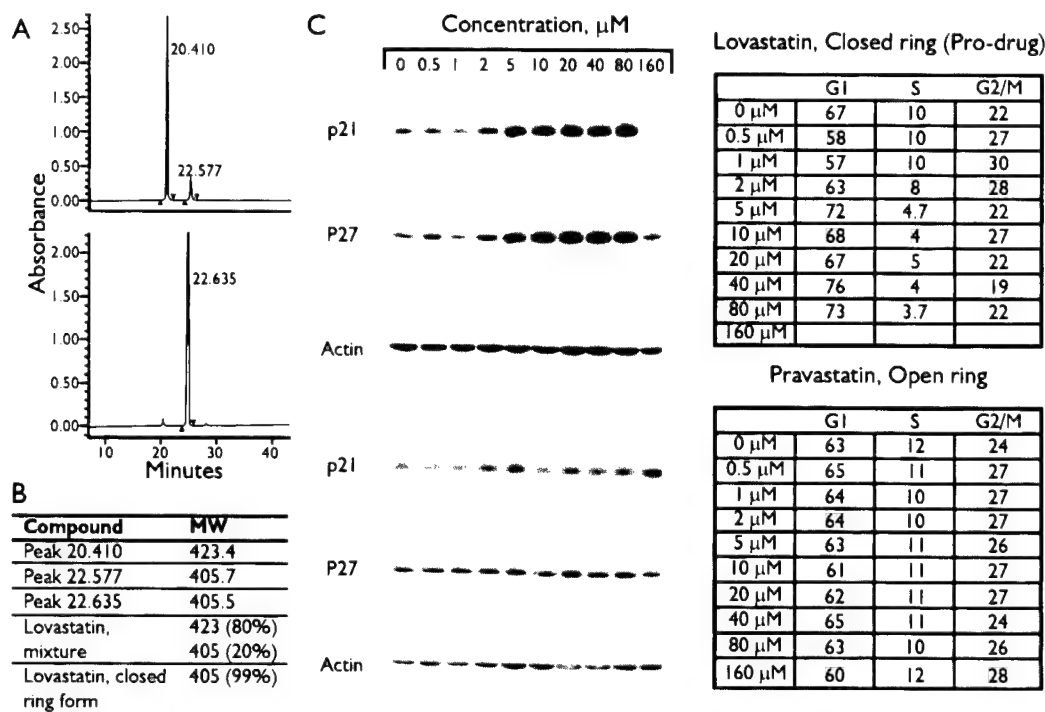 A
2.50
2.00
1.50
1.00
0.50
0.00
20.410
22.577
2.00
1.50
1.00
0.50
0.00
22.635
Absorbance
10 20 30 40
Minutes
B
Compound MW
Peak 20.410 423.4
Peak 22.577 405.7
Peak 22.635 405.5
Lovastatin, 423 (80%)
mixture 405 (20%)
Lovastatin, closed 405 (99%)
ring form
C
Concentration, μM
0 0.5 1 2 5 10 20 40 80 160
p21
P27
Actin
p21
P27
Actin
Lovastatin, Closed ring (Pro-drug)
G1 S G2/M
0 μM 67 10 22
0.5 μM 58 10 27
1 μM 57 10 30
2 μM 63 8 28
5 μM 72 4.7 22
10 μM 68 4 27
20 μM 67 5 22
40 μM 76 4 19
80 μM 73 3.7 22
160 μM
Pravastatin, Open ring
G1 S G2/M
0 μM 63 12 24
0.5 μM 65 11 27
1 μM 64 10 27
2 μM 64 10 27
5 μM 63 11 26
10 μM 61 11 27
20 μM 62 11 27
40 μM 65 11 24
80 μM 63 10 26
160 μM 60 12 28